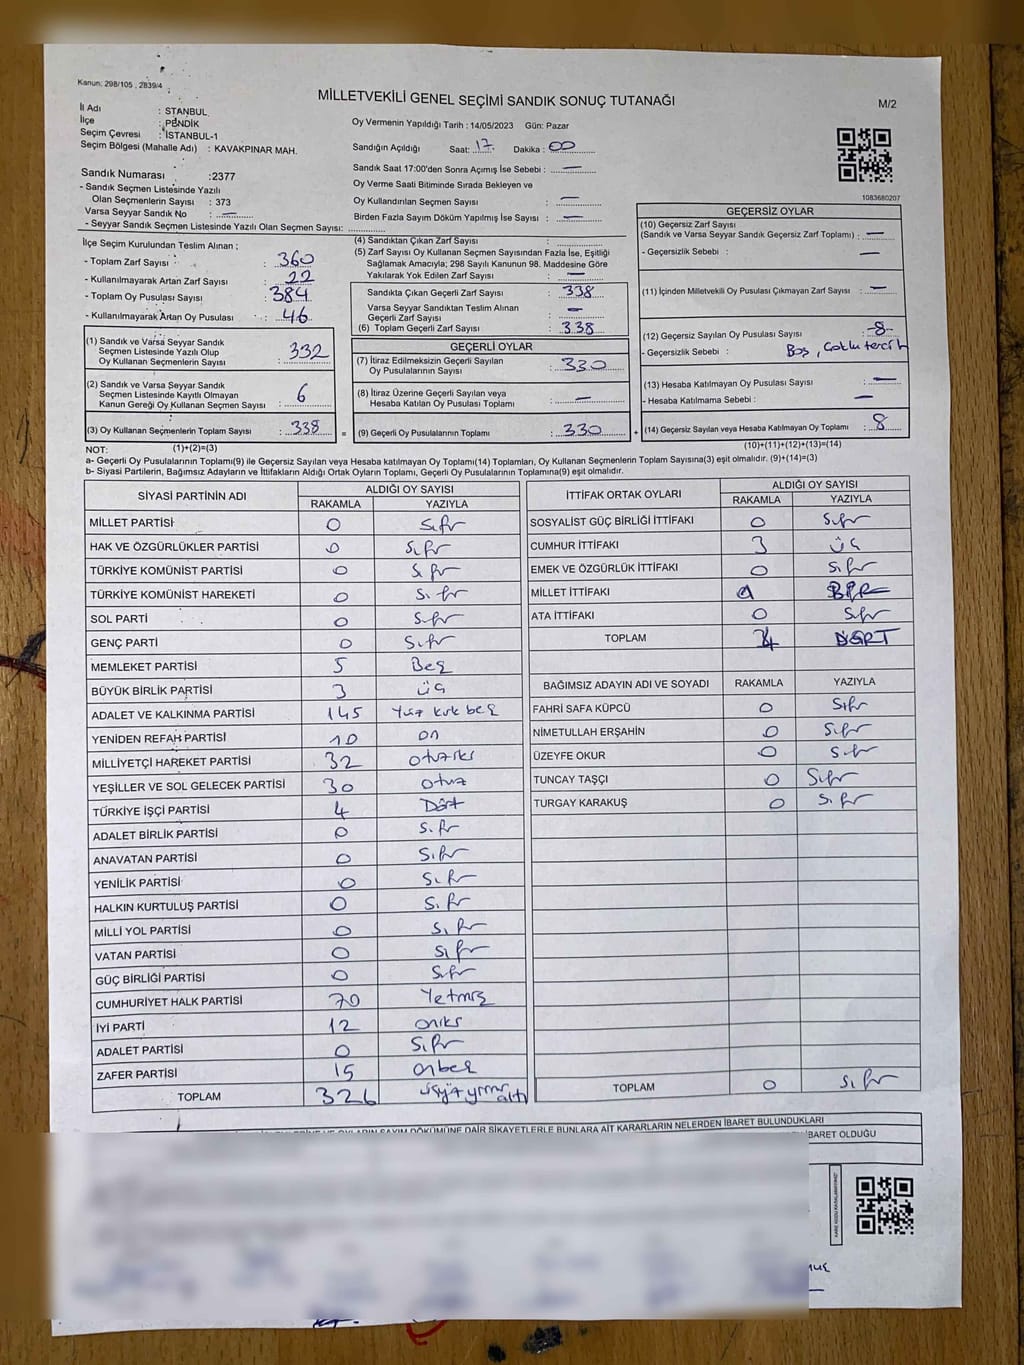 Kanun: 298/105 , 2839/4
MİLLETVEKİLİ GENEL SEÇİMİ SANDIK SONUÇ TUTANAĞI
M/2
İl Adı : İSTANBUL
İlçe : PENDİK
Seçim Çevresi : İSTANBUL-1
Seçim Bölgesi (Mahalle Adı) : KAVAKPINAR MAH.
Oy Vermenin Yapıldığı Tarih : 14/05/2023 Gün: Pazar
Sandığın Açıldığı Saat: 17 Dakika : 00
Sandık Saat 17:00'den Sonra Açımış İse Sebebi : —
Oy Verme Saati Bitiminde Sırada Bekleyen ve
Oy Kullandırılan Seçmen Sayısı : —
Birden Fazla Sayım Döküm Yapılmış İse Sayısı : —
1083680207
Sandık Numarası :2377
- Sandık Seçmen Listesinde Yazılı
Olan Seçmenlerin Sayısı : 373
Varsa Seyyar Sandık No : —
- Seyyar Sandık Seçmen Listesinde Yazılı Olan Seçmen Sayısı:
İlçe Seçim Kurulundan Teslim Alınan ;
- Toplam Zarf Sayısı : 360
- Kullanılmayarak Artan Zarf Sayısı : 22
- Toplam Oy Pusulası Sayısı : 384
- Kullanılmayarak Artan Oy Pusulası : 46
(1) Sandık ve Varsa Seyyar Sandık
Seçmen Listesinde Yazılı Olup
Oy Kullanan Seçmenlerin Sayısı : 332
(2) Sandık ve Varsa Seyyar Sandık
Seçmen Listesinde Kayıtlı Olmayan
Kanun Gereği Oy Kullanan Seçmen Sayısı : 6
(3) Oy Kullanan Seçmenlerin Toplam Sayısı : 338
(4) Sandıktan Çıkan Zarf Sayısı :
(5) Zarf Sayısı Oy Kullanan Seçmen Sayısından Fazla İse, Eşitliği
Sağlamak Amacıyla; 298 Sayılı Kanunun 98. Maddesine Göre
Yakılarak Yok Edilen Zarf Sayısı : —
Sandıkta Çıkan Geçerli Zarf Sayısı : 338
Varsa Seyyar Sandıktan Teslim Alınan
Geçerli Zarf Sayısı : —
(6) Toplam Geçerli Zarf Sayısı : 338
GEÇERLİ OYLAR
(7) İtiraz Edilmeksizin Geçerli Sayılan
Oy Pusulalarının Sayısı : 330
(8) İtiraz Üzerine Geçerli Sayılan veya
Hesaba Katılan Oy Pusulası Toplamı : —
= (9) Geçerli Oy Pusulalarının Toplamı : 330 +
GEÇERSİZ OYLAR
(10) Geçersiz Zarf Sayısı
(Sandık ve Varsa Seyyar Sandık Geçersiz Zarf Toplamı) : —
- Geçersizlik Sebebi : —
(11) İçinden Milletvekili Oy Pusulası Çıkmayan Zarf Sayısı : —
(12) Geçersiz Sayılan Oy Pusulası Sayısı : -8-
- Geçersizlik Sebebi : Boş , Çoklu tercih
(13) Hesaba Katılmayan Oy Pusulası Sayısı : —
- Hesaba Katılmama Sebebi : —
(14) Geçersiz Sayılan veya Hesaba Katılmayan Oy Toplamı : 8
NOT: (1)+(2)=(3)
(10)+(11)+(12)+(13)=(14)
a- Geçerli Oy Pusulalarının Toplamı(9) ile Geçersiz Sayılan veya Hesaba katılmayan Oy Toplamı(14) Toplamları, Oy Kullanan Seçmenlerin Toplam Sayısına(3) eşit olmalıdır. (9)+(14)=(3)
b- Siyasi Partilerin, Bağımsız Adayların ve İttifakların Aldığı Ortak Oyların Toplamı, Geçerli Oy Pusulalarının Toplamına(9) eşit olmalıdır.
SİYASİ PARTİNİN ADI ALDIĞI OY SAYISI
RAKAMLA YAZIYLA
MİLLET PARTİSİ 0 Sıfır
HAK VE ÖZGÜRLÜKLER PARTİSİ 0 Sıfır
TÜRKİYE KOMÜNİST PARTİSİ 0 Sıfır
TÜRKİYE KOMÜNİST HAREKETİ 0 Sıfır
SOL PARTİ 0 Sıfır
GENÇ PARTİ 0 Sıfır
MEMLEKET PARTİSİ 5 Beş
BÜYÜK BİRLİK PARTİSİ 3 üç
ADALET VE KALKINMA PARTİSİ 145 Yüz kırk beş
YENİDEN REFAH PARTİSİ 10 on
MİLLİYETÇİ HAREKET PARTİSİ 32 otuziki
YEŞİLLER VE SOL GELECEK PARTİSİ 30 otuz
TÜRKİYE İŞÇİ PARTİSİ 4 Dört
ADALET BİRLİK PARTİSİ 0 Sıfır
ANAVATAN PARTİSİ 0 Sıfır
YENİLİK PARTİSİ 0 Sıfır
HALKIN KURTULUŞ PARTİSİ 0 Sıfır
MİLLİ YOL PARTİSİ 0 Sıfır
VATAN PARTİSİ 0 Sıfır
GÜÇ BİRLİĞİ PARTİSİ 0 Sıfır
CUMHURİYET HALK PARTİSİ 70 Yetmiş
İYİ PARTİ 12 oniki
ADALET PARTİSİ 0 Sıfır
ZAFER PARTİSİ 15 onbeş
TOPLAM 326 üçyüz yirmi altı
İTTİFAK ORTAK OYLARI ALDIĞI OY SAYISI
RAKAMLA YAZIYLA
SOSYALİST GÜÇ BİRLİĞİ İTTİFAKI 0 Sıfır
CUMHUR İTTİFAKI 3 üç
EMEK VE ÖZGÜRLÜK İTTİFAKI 0 Sıfır
MİLLET İTTİFAKI 1 BİR
ATA İTTİFAKI 0 Sıfır
TOPLAM 4 DÖRT
BAĞIMSIZ ADAYIN ADI VE SOYADI RAKAMLA YAZIYLA
FAHRİ SAFA KÜPCÜ 0 Sıfır
NİMETULLAH ERŞAHİN 0 Sıfır
ÜZEYFE OKUR 0 Sıfır
TUNCAY TAŞÇI 0 Sıfır
TURGAY KARAKUŞ 0 Sıfır
TOPLAM 0 Sıfır
OYLARIN SAYIM DÖKÜMÜNE DAİR ŞİKAYETLERLE BUNLARA AİT KARARLARIN NELERDEN İBARET BULUNDUKLARI
İBARET OLDUĞU